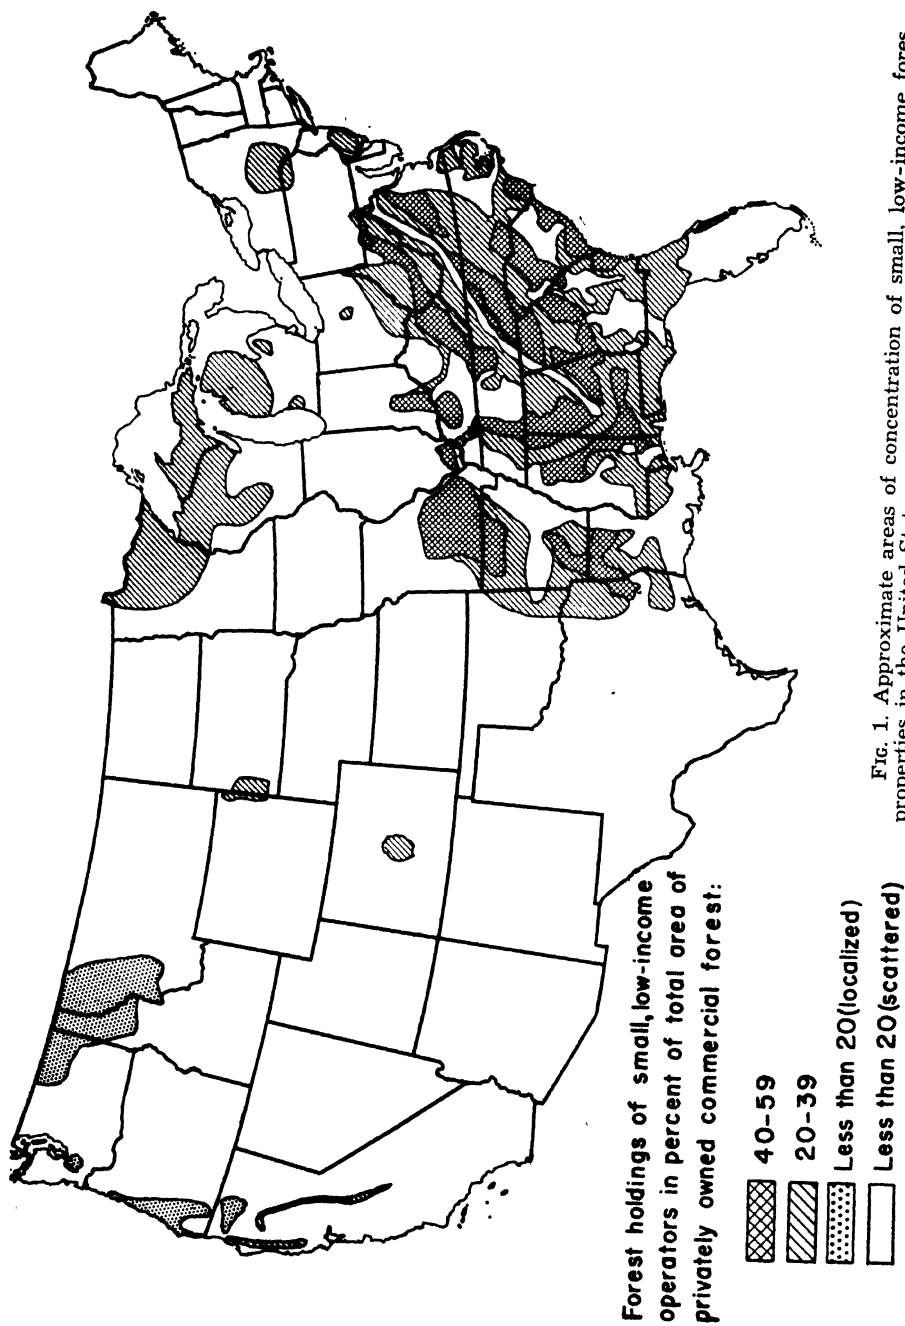 Forest holdings of small, low-income
operators in percent of total area of
privately owned commercial forest:
40-59
20-39
Less than 20 (localized)
Less than 20 (scattered)
FIG. 1. Approximate areas of concentration of small, low-income
properties in the United